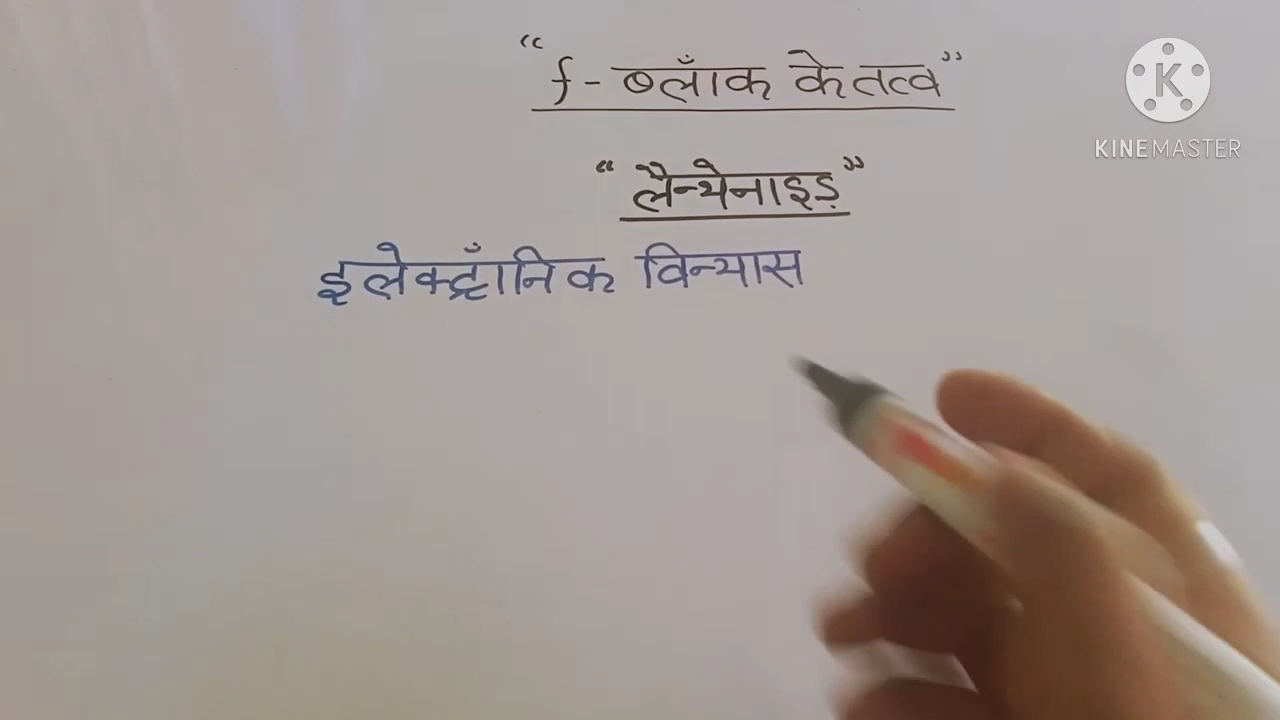 "f-ब्लॉक के तत्व"
K
KINEMASTER
"लैन्थेनाइड़"
इलेक्ट्रॉनिक विन्यास